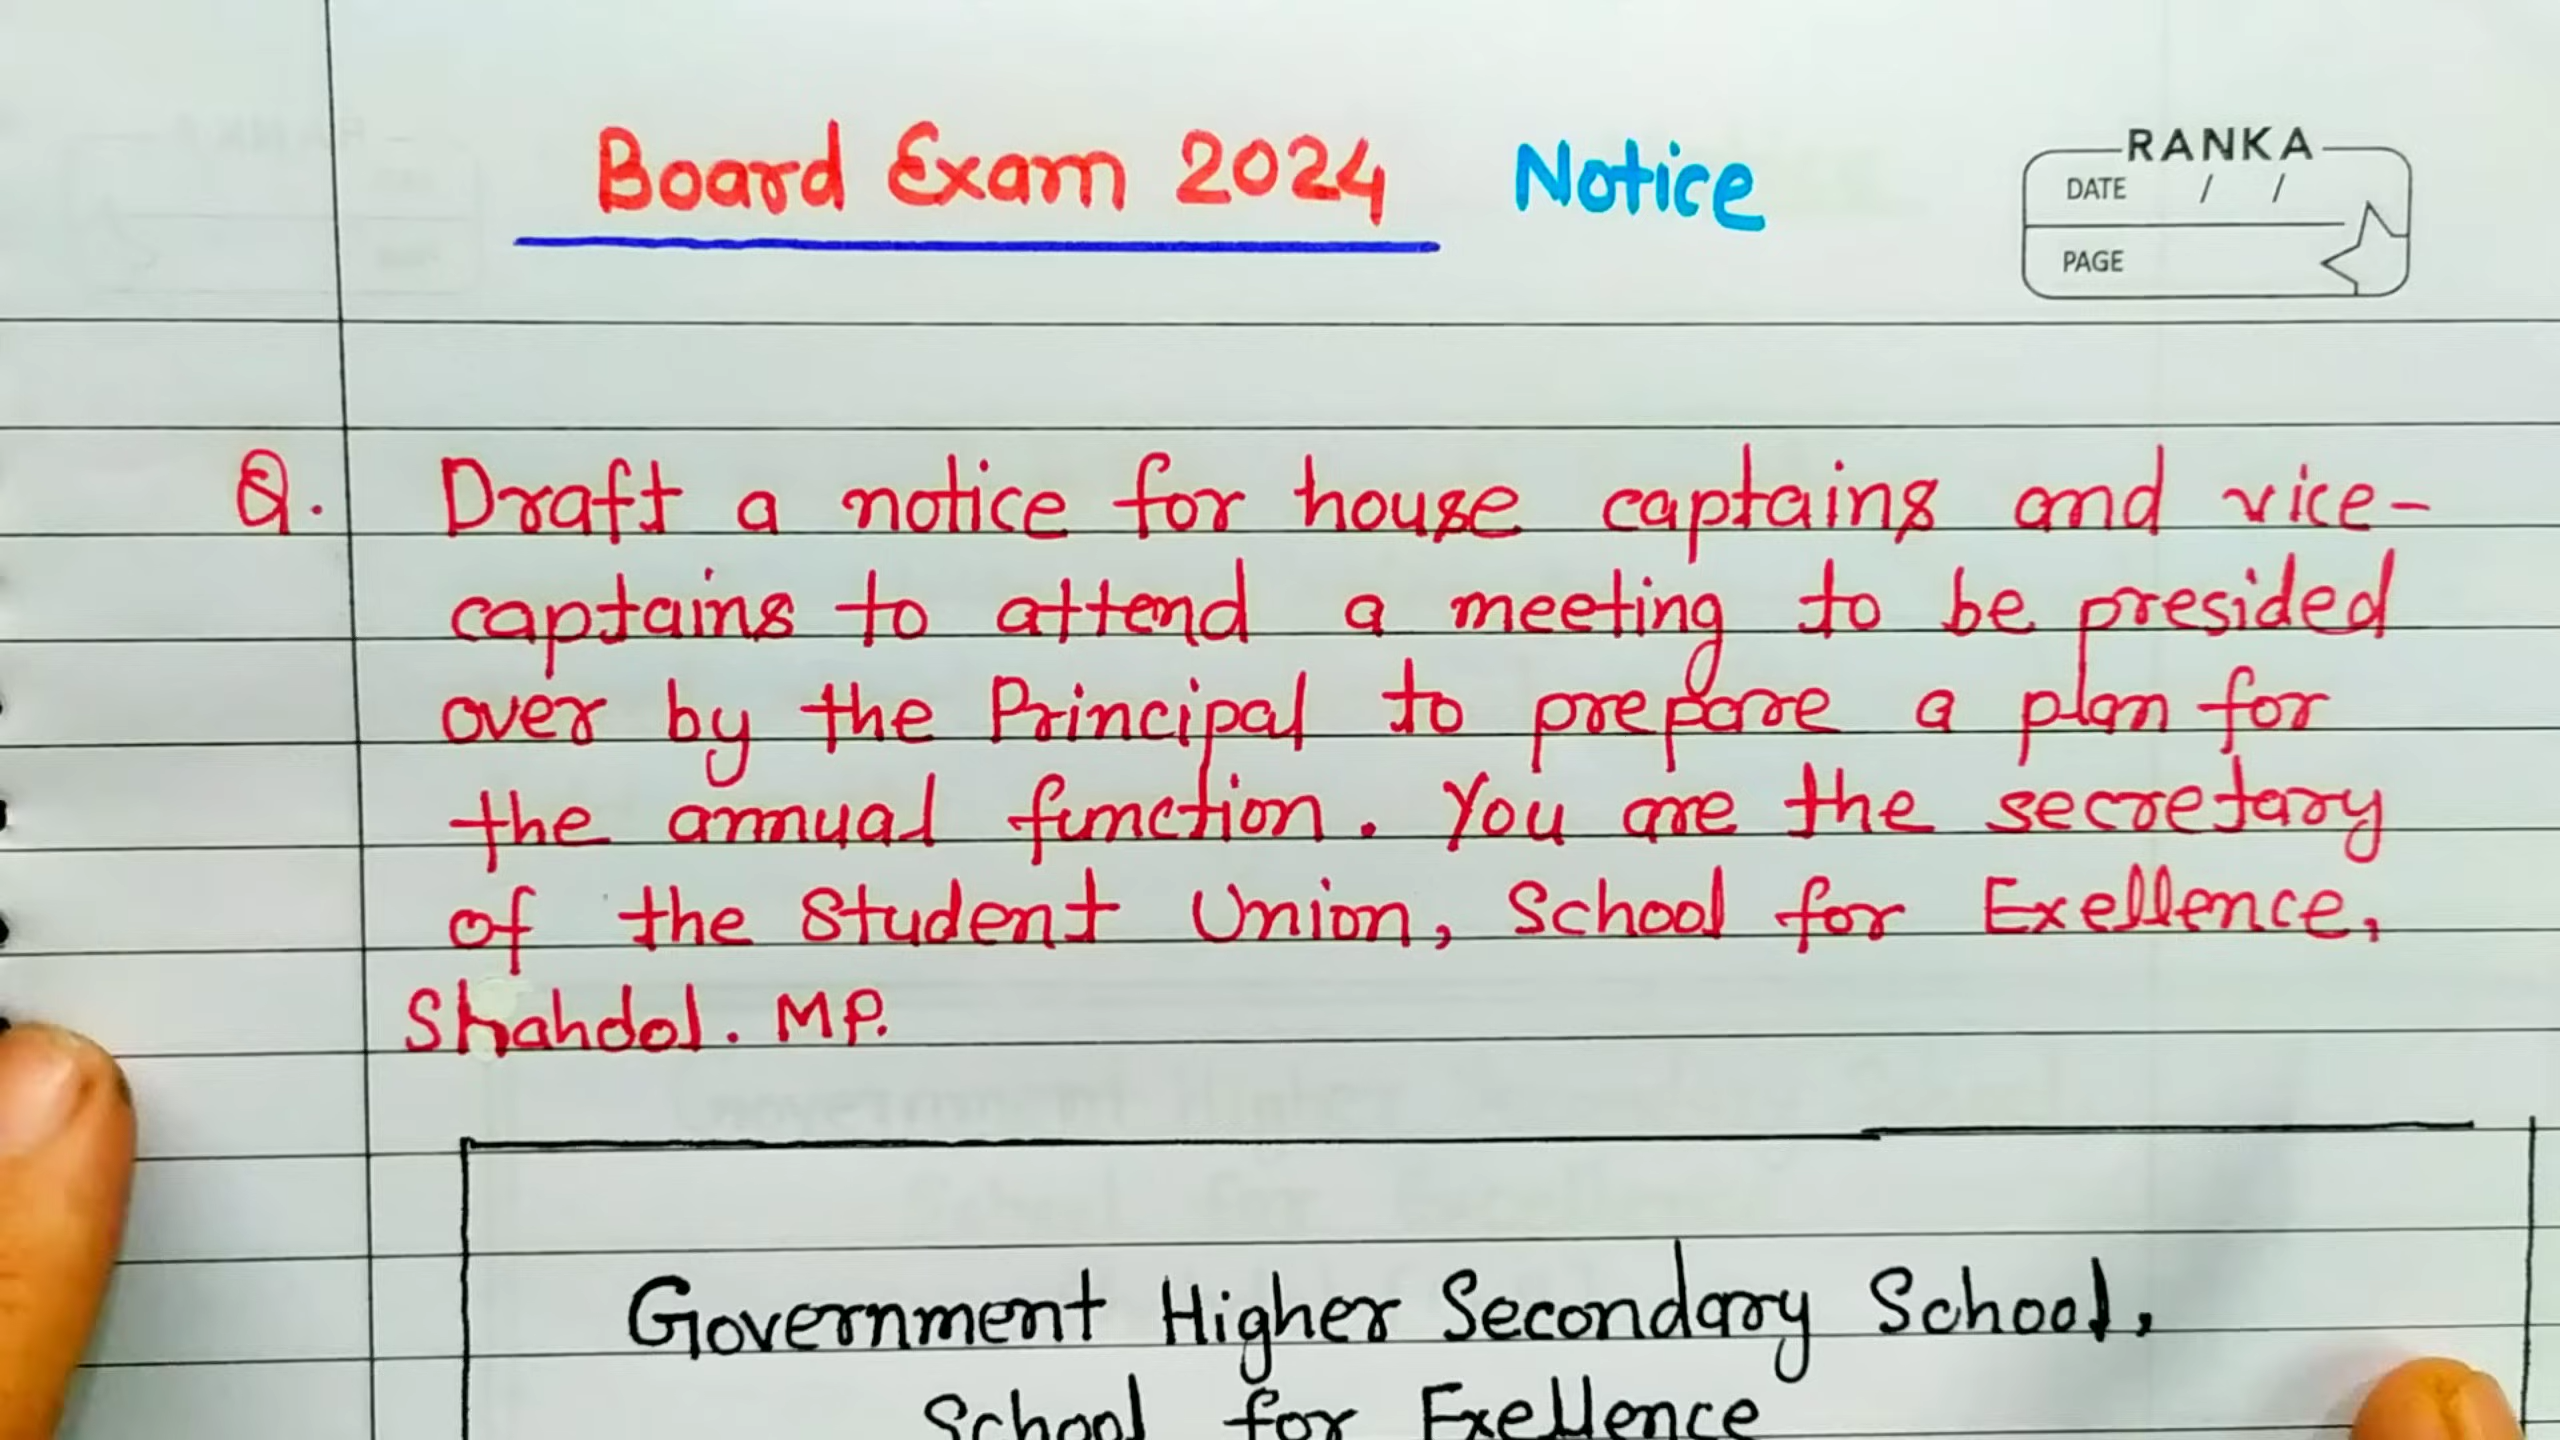 Board Exam 2024 Notice
RANKA
DATE / /
PAGE
Q. Draft a notice for house captains and vice-
captains to attend a meeting to be presided
over by the Principal to prepare a plan for
the annual function. You are the secretary
of the Student Union, School for Exellence,
Shahdol. MP.
Government Higher Secondary School,
School for Exellence